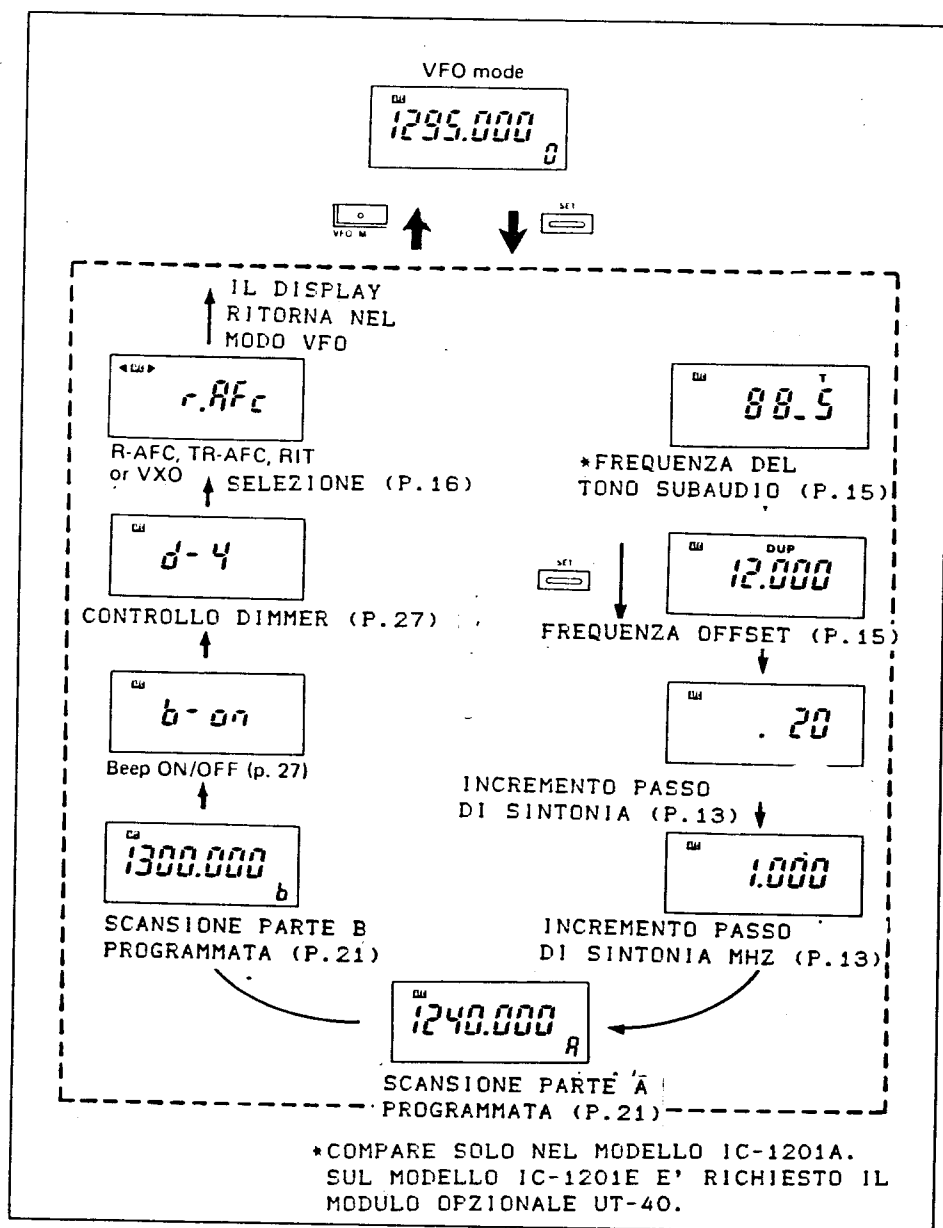 VFO mode
1295.000
0
VFO M
SET
IL DISPLAY
RITORNA NEL
MODO VFO
r.AFc
R-AFC, TR-AFC, RIT
or VXO
SELEZIONE (P.16)
d-4
CONTROLLO DIMMER (P.27)
b-on
Beep ON/OFF (p. 27)
1300.000
b
SCANSIONE PARTE B
PROGRAMMATA (P.21)
T
88.5
*FREQUENZA DEL
TONO SUBAUDIO (P.15)
SET
DUP
12.000
FREQUENZA OFFSET (P.15)
. 20
INCREMENTO PASSO
DI SINTONIA (P.13)
1.000
INCREMENTO PASSO
DI SINTONIA MHZ (P.13)
1240.000
A
SCANSIONE PARTE A
PROGRAMMATA (P.21)
*COMPARE SOLO NEL MODELLO IC-1201A.
SUL MODELLO IC-1201E E' RICHIESTO IL
MODULO OPZIONALE UT-40.